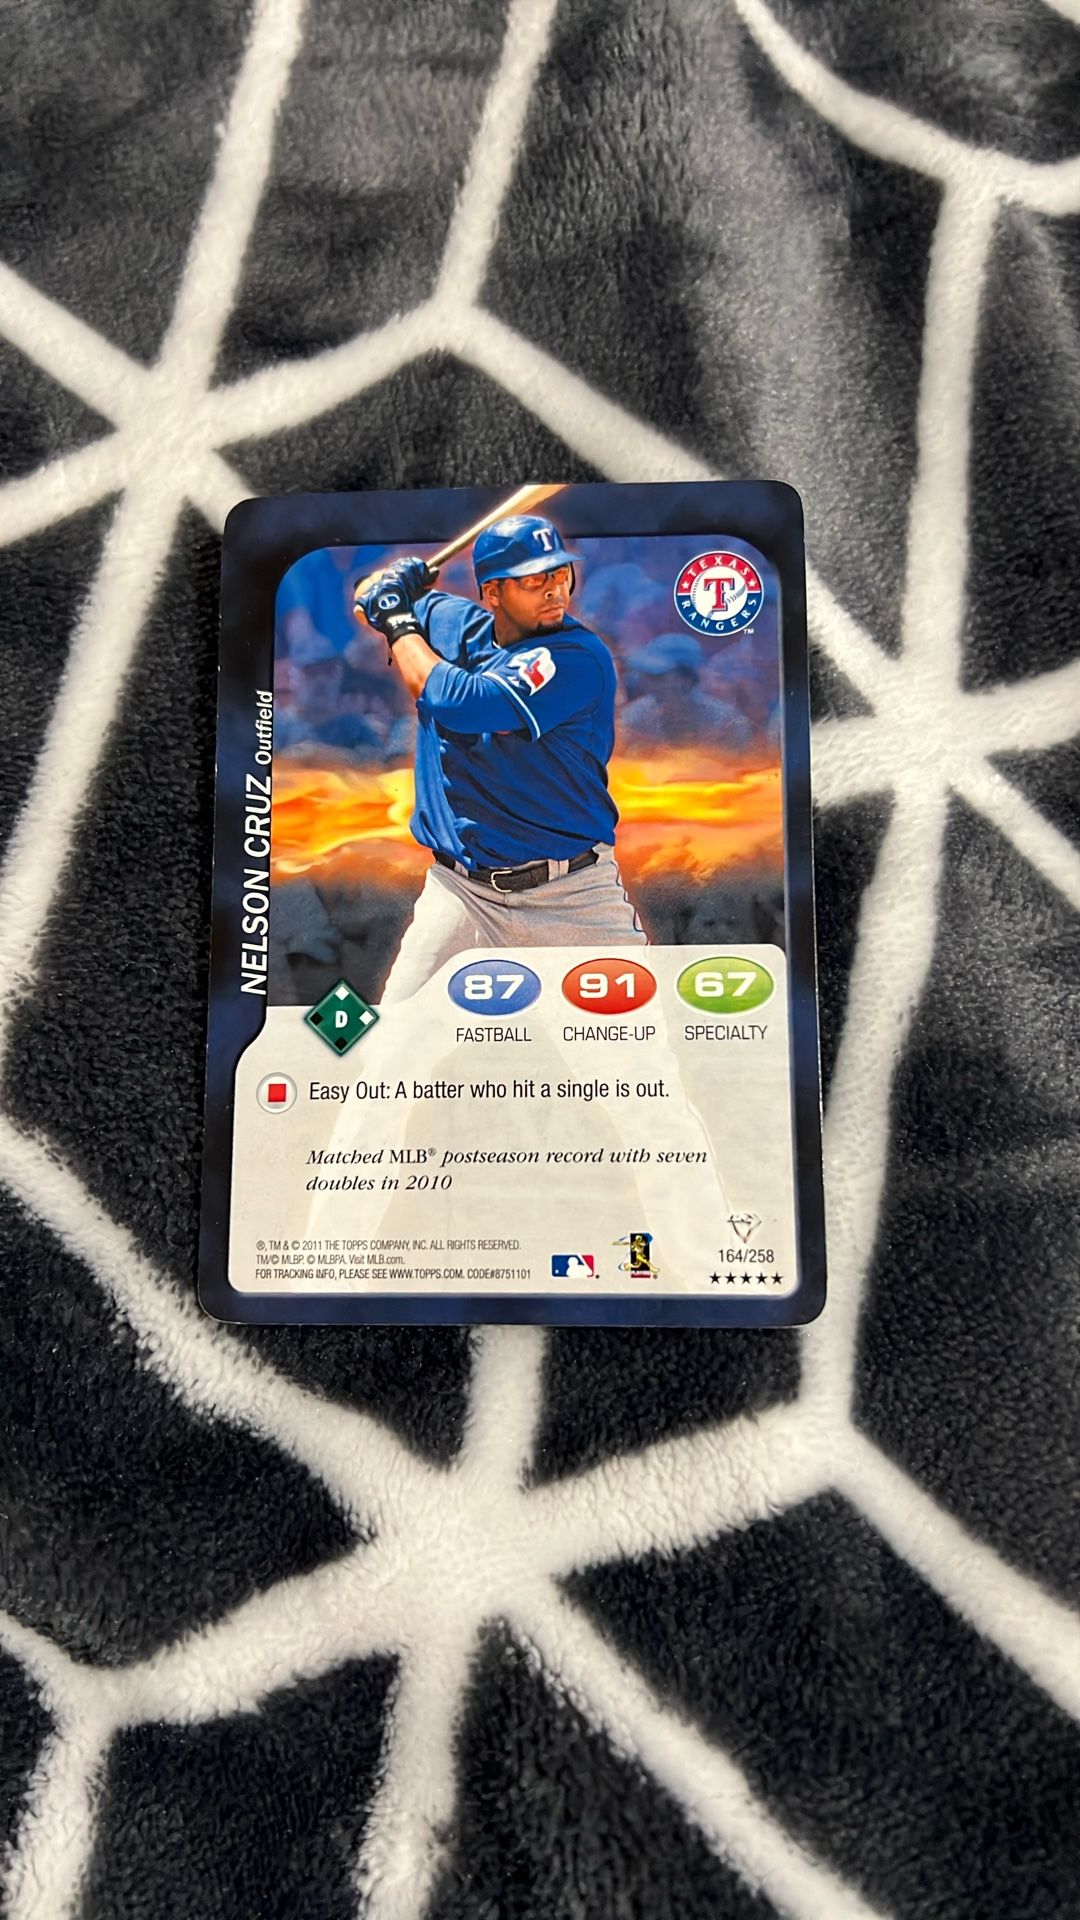 T
TEXAS
T
RANGERS
™
NELSON CRUZ Outfield
D
87
91
67
FASTBALL
CHANGE-UP
SPECIALTY
Easy Out: A batter who hit a single is out.
Matched MLB® postseason record with seven
doubles in 2010
®, TM & © 2011 THE TOPPS COMPANY, INC. ALL RIGHTS RESERVED.
TM/© MLBP. © MLBPA. Visit MLB.com.
FOR TRACKING INFO, PLEASE SEE WWW.TOPPS.COM. CODE#8751101
164/258
★★★★★